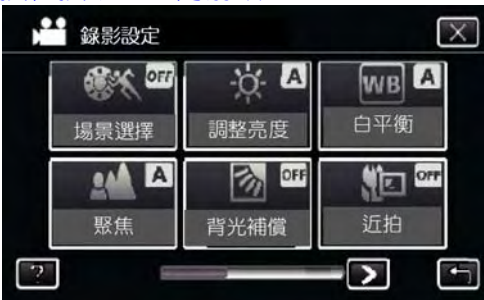 錄影設定
OFF A A
場景選擇 調整亮度 WB 白平衡
A OFF OFF
聚焦 背光補償 近拍
?